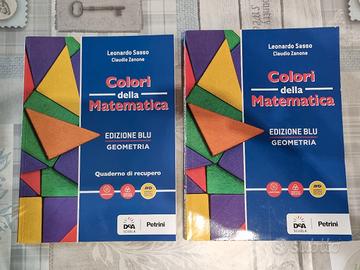 Leonardo Sasso
Claudio Zanone
Colori
della
Matematica
EDIZIONE BLU
GEOMETRIA
Quaderno di recupero
DeA
SCUOLA
Petrini
Leonardo Sasso
Claudio Zanone
Colori
della
Matematica
EDIZIONE BLU
GEOMETRIA
DeA
SCUOLA
Petrini